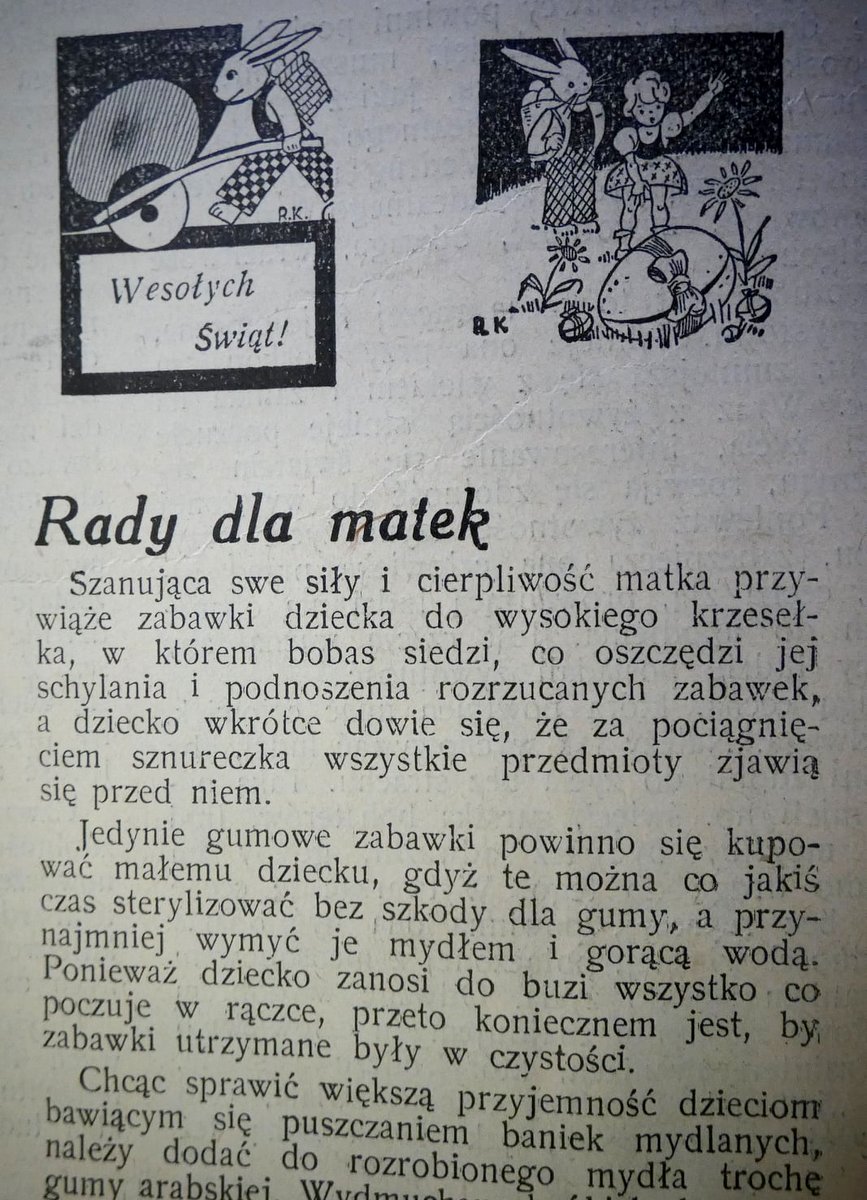 R.K.
Wesołych
Świąt!
R K
Rady dla matek
Szanująca swe siły i cierpliwość matka przy-
wiąże zabawki dziecka do wysokiego krzeseł-
ka, w którem bobas siedzi, co oszczędzi jej
schylania i podnoszenia rozrzucanych zabawek,
a dziecko wkrótce dowie się, że za pociągnię-
ciem sznureczka wszystkie przedmioty zjawią
się przed niem.
Jedynie gumowe zabawki powinno się kupo-
wać małemu dziecku, gdyż te można co jakiś
czas sterylizować bez szkody dla gumy, a przy-
najmniej wymyć je mydłem i gorącą wodą.
Ponieważ dziecko zanosi do buzi wszystko co
poczuje w rączce, przeto koniecznem jest, by
zabawki utrzymane były w czystości.
Chcąc sprawić większą przyjemność dzieciom
bawiącym się puszczaniem baniek mydlanych,
należy dodać do rozrobionego mydła trochę
gumy arabskiej.